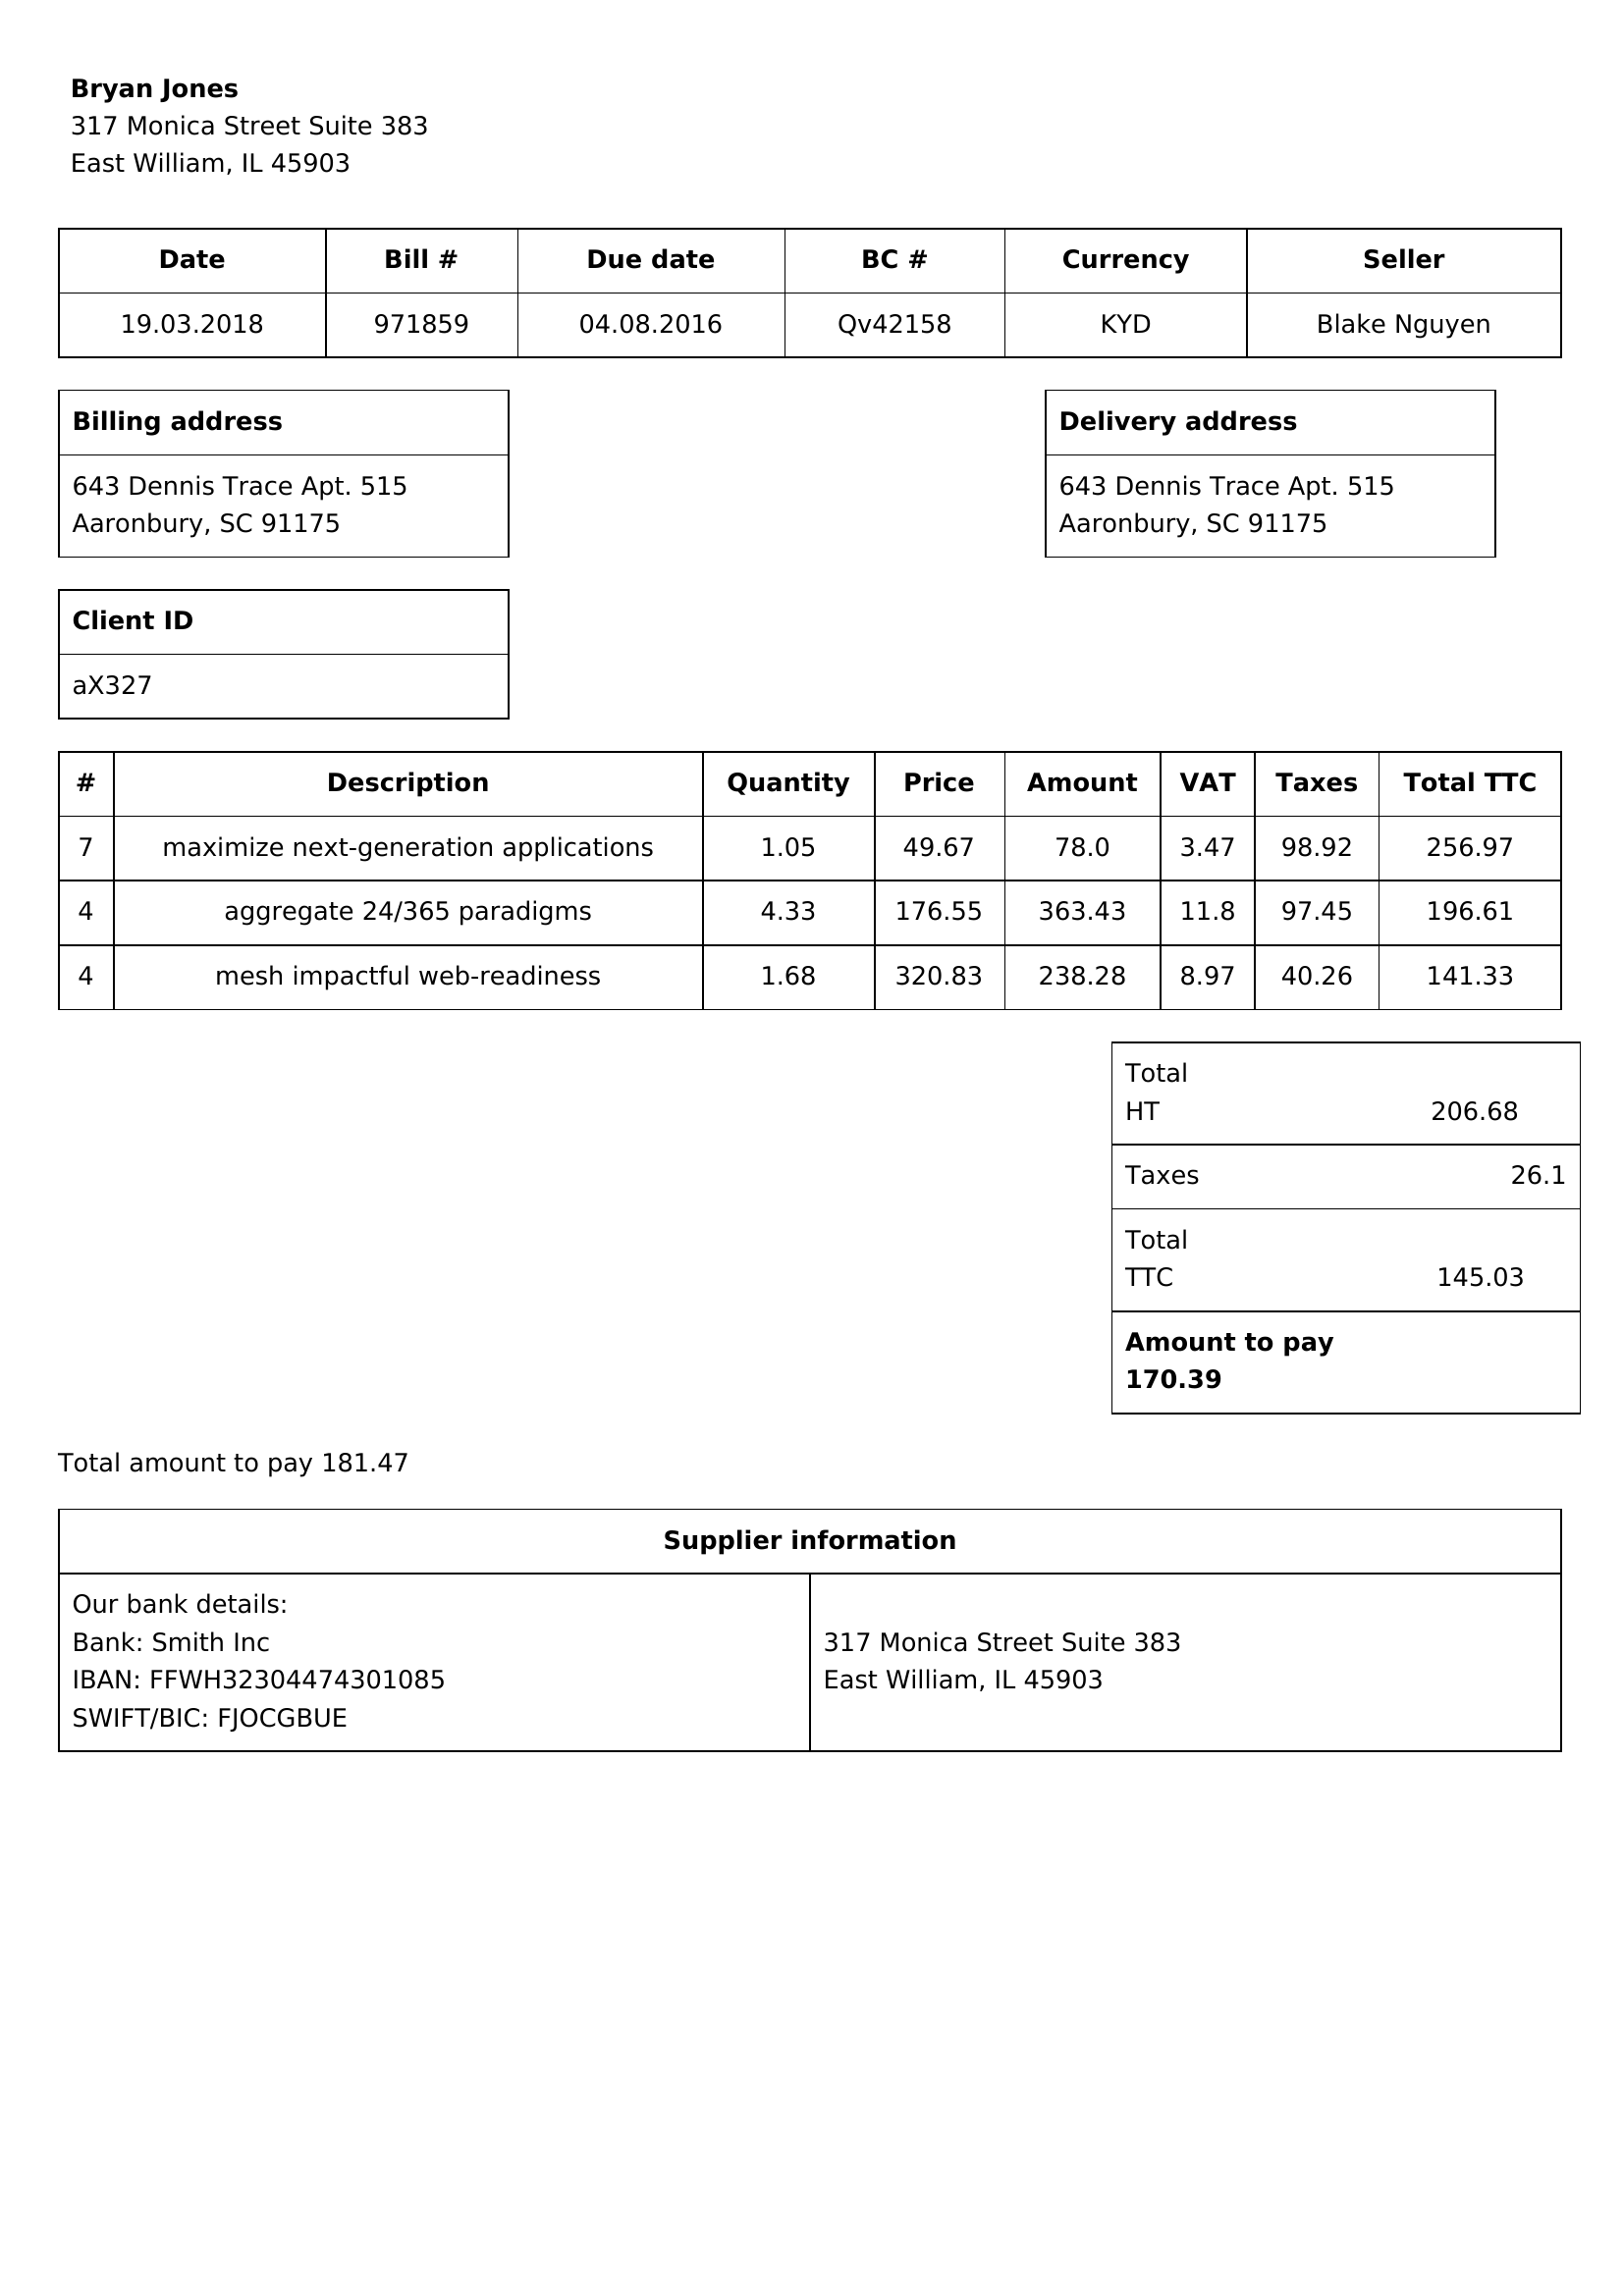 Bryan Jones
317 Monica Street Suite 383
East William, IL 45903
Date Bill # Due date BC # Currency Seller
19.03.2018 971859 04.08.2016 Qv42158 KYD Blake Nguyen
Billing address
643 Dennis Trace Apt. 515
Aaronbury, SC 91175
Delivery address
643 Dennis Trace Apt. 515
Aaronbury, SC 91175
Client ID
aX327
# Description Quantity Price Amount VAT Taxes Total TTC
7 maximize next-generation applications 1.05 49.67 78.0 3.47 98.92 256.97
4 aggregate 24/365 paradigms 4.33 176.55 363.43 11.8 97.45 196.61
4 mesh impactful web-readiness 1.68 320.83 238.28 8.97 40.26 141.33
Total
HT 206.68
Taxes 26.1
Total
TTC 145.03
Amount to pay
170.39
Total amount to pay 181.47
Supplier information
Our bank details:
Bank: Smith Inc
IBAN: FFWH32304474301085
SWIFT/BIC: FJOCGBUE
317 Monica Street Suite 383
East William, IL 45903